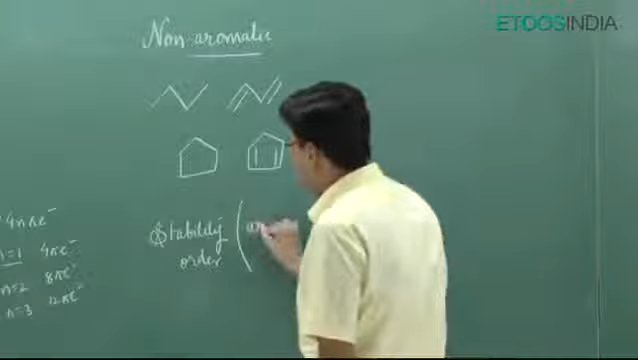 ETOOSINDIA
Non-aromatic
4nπe⁻
n=1 4πe⁻
n=2 8πe⁻
n=3 12πe⁻
Stability (
order